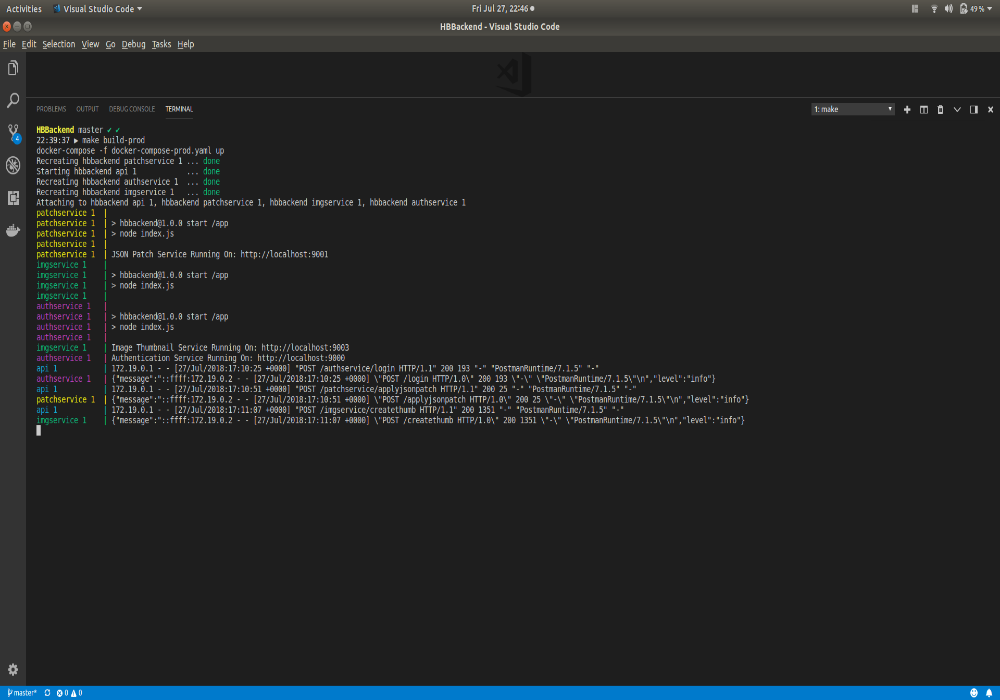 Activities Visual Studio Code Fri Jul 27, 22:46 49 %
HBBackend - Visual Studio Code
File Edit Selection View Go Debug Tasks Help
PROBLEMS OUTPUT DEBUG CONSOLE TERMINAL 1: make
HBBackend master ✔ ✔
22:39:37 ▶ make build-prod
docker-compose -f docker-compose-prod.yaml up
Recreating hbbackend patchservice 1 ... done
Starting hbbackend api 1 ... done
Recreating hbbackend authservice 1 ... done
Recreating hbbackend imgservice 1 ... done
Attaching to hbbackend api 1, hbbackend patchservice 1, hbbackend imgservice 1, hbbackend authservice 1
patchservice 1 |
patchservice 1 | > hbbackend@1.0.0 start /app
patchservice 1 | > node index.js
patchservice 1 |
patchservice 1 | JSON Patch Service Running On: http://localhost:9001
imgservice 1 |
imgservice 1 | > hbbackend@1.0.0 start /app
imgservice 1 | > node index.js
imgservice 1 |
authservice 1 |
authservice 1 | > hbbackend@1.0.0 start /app
authservice 1 | > node index.js
authservice 1 |
imgservice 1 | Image Thumbnail Service Running On: http://localhost:9003
authservice 1 | Authentication Service Running On: http://localhost:9000
api 1 | 172.19.0.1 - - [27/Jul/2018:17:10:25 +0000] "POST /authservice/login HTTP/1.1" 200 193 "-" "PostmanRuntime/7.1.5" "-"
authservice 1 | {"message":"::ffff:172.19.0.2 - - [27/Jul/2018:17:10:25 +0000] \"POST /login HTTP/1.0\" 200 193 \"-\" \"PostmanRuntime/7.1.5\"\n","level":"info"}
api 1 | 172.19.0.1 - - [27/Jul/2018:17:10:51 +0000] "POST /patchservice/applyjsonpatch HTTP/1.1" 200 25 "-" "PostmanRuntime/7.1.5" "-"
patchservice 1 | {"message":"::ffff:172.19.0.2 - - [27/Jul/2018:17:10:51 +0000] \"POST /applyjsonpatch HTTP/1.0\" 200 25 \"-\" \"PostmanRuntime/7.1.5\"\n","level":"info"}
api 1 | 172.19.0.1 - - [27/Jul/2018:17:11:07 +0000] "POST /imgservice/createthumb HTTP/1.1" 200 1351 "-" "PostmanRuntime/7.1.5" "-"
imgservice 1 | {"message":"::ffff:172.19.0.2 - - [27/Jul/2018:17:11:07 +0000] \"POST /createthumb HTTP/1.0\" 200 1351 \"-\" \"PostmanRuntime/7.1.5\"\n","level":"info"}
4
master* 0 0